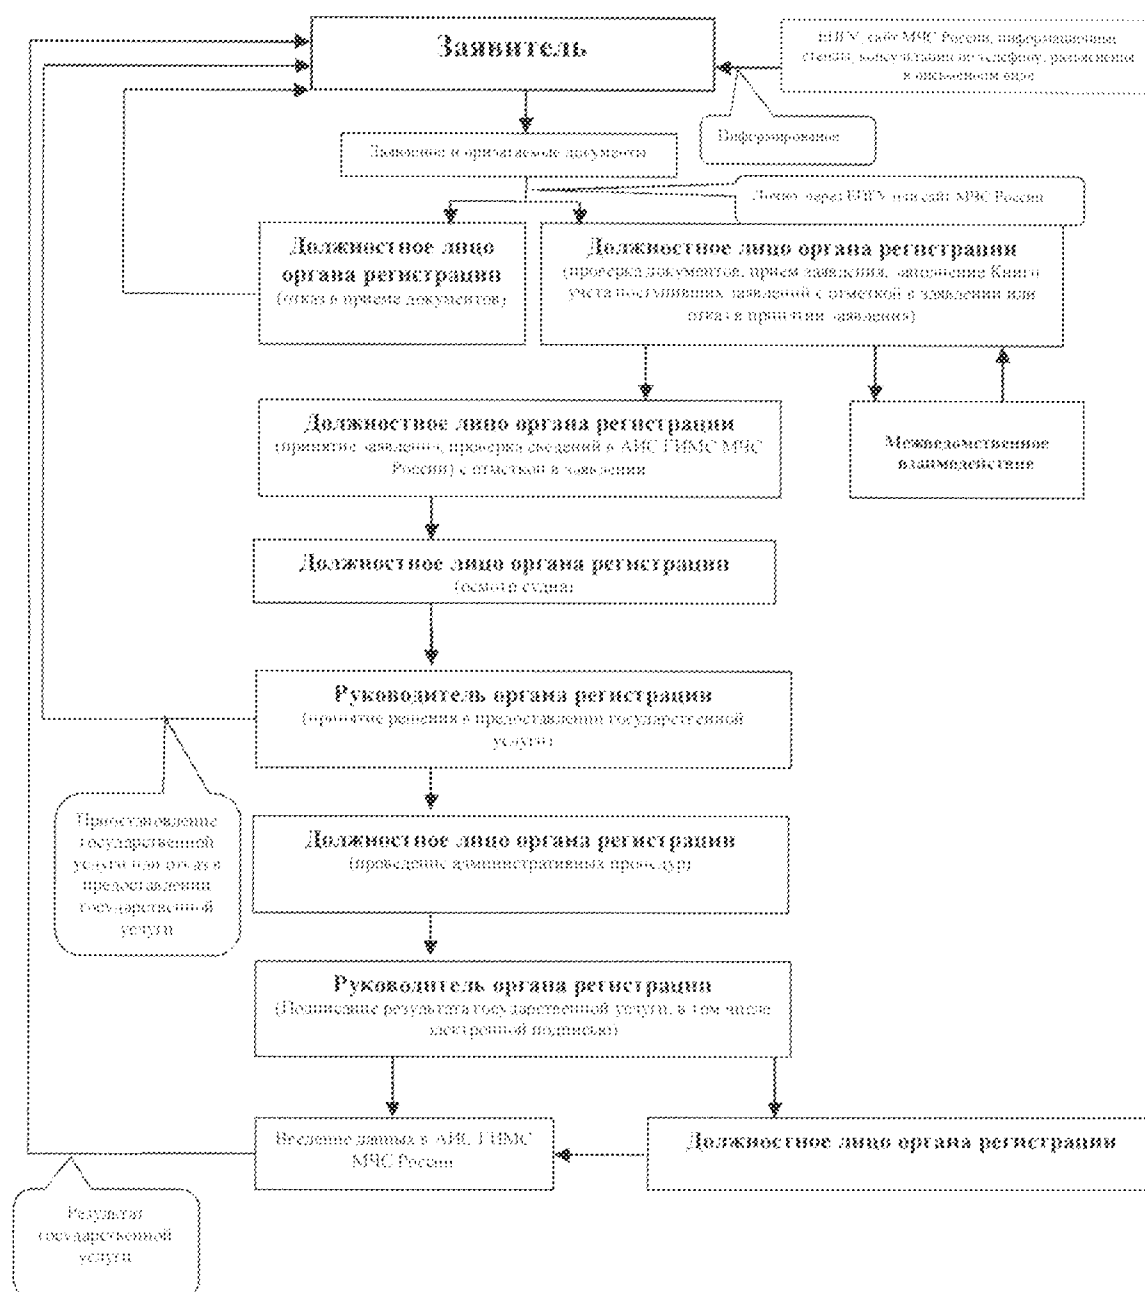 Заявитель
ЕПГУ, сайт МЧС России, информационные
стенды, консультации по телефону, разъяснения
в письменном виде
Информирование
Заявление и прилагаемые документы
Лично, через ЕПГУ или сайт МЧС России
Должностное лицо
органа регистрации
(отказ в приеме документов)
Должностное лицо органа регистрации
(проверка документов, прием заявления, заполнение Книги
учета поступивших заявлений с отметкой в заявлении или
отказ в принятии заявления)
Должностное лицо органа регистрации
(принятие заявления, проверка сведений в АИС ГИМС МЧС
России) с отметкой в заявлении
Межведомственное
взаимодействие
Должностное лицо органа регистрации
(осмотр судна)
Руководитель органа регистрации
(принятие решения в предоставлении государственной
услуги)
Приостановление
государственной
услуги или отказ в
предоставлении
государственной
услуги
Должностное лицо органа регистрации
(проведение административных процедур)
Руководитель органа регистрации
(Подписание результата государственной услуги, в том числе
электронной подписью)
Введение данных в АИС ГИМС
МЧС России
Должностное лицо органа регистрации
Результат
государственной
услуги